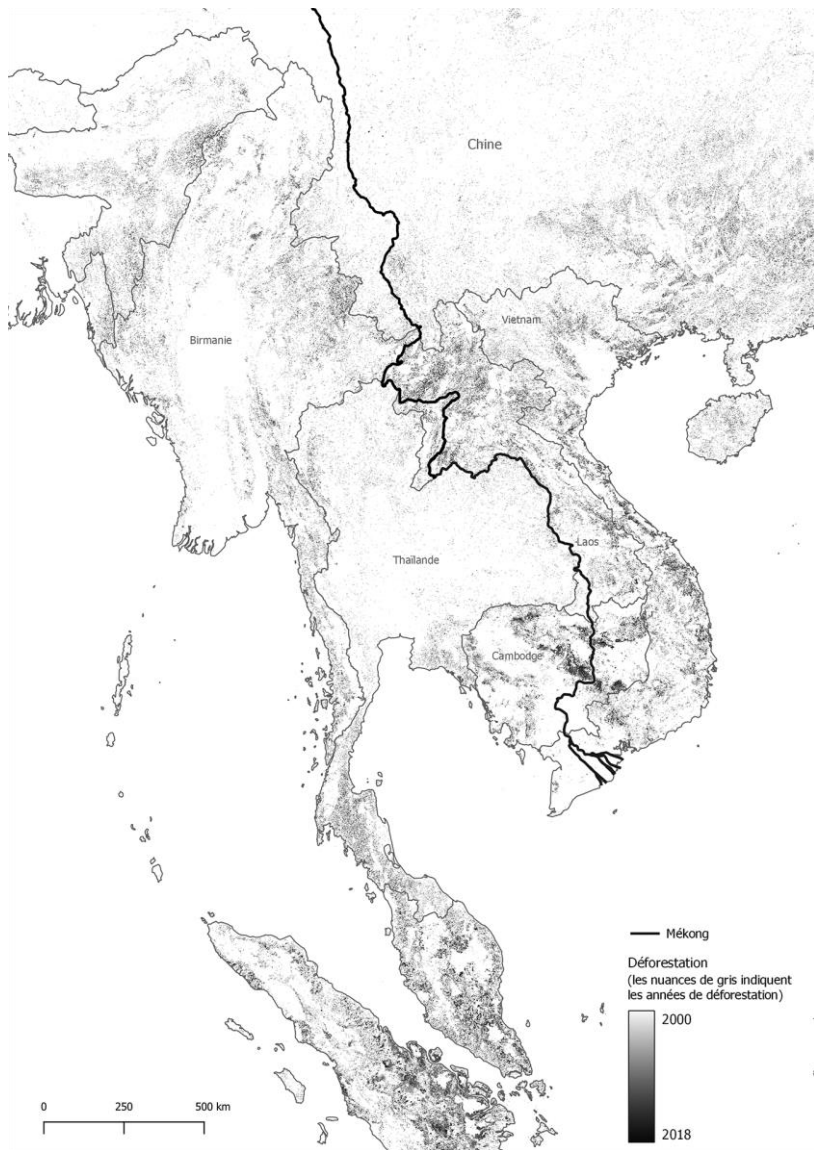 Chine
Vietnam
Birmanie
Laos
Thaïlande
Cambodge
Mékong
Déforestation
(les nuances de gris indiquent
les années de déforestation)
2000
2018
0 250 500 km